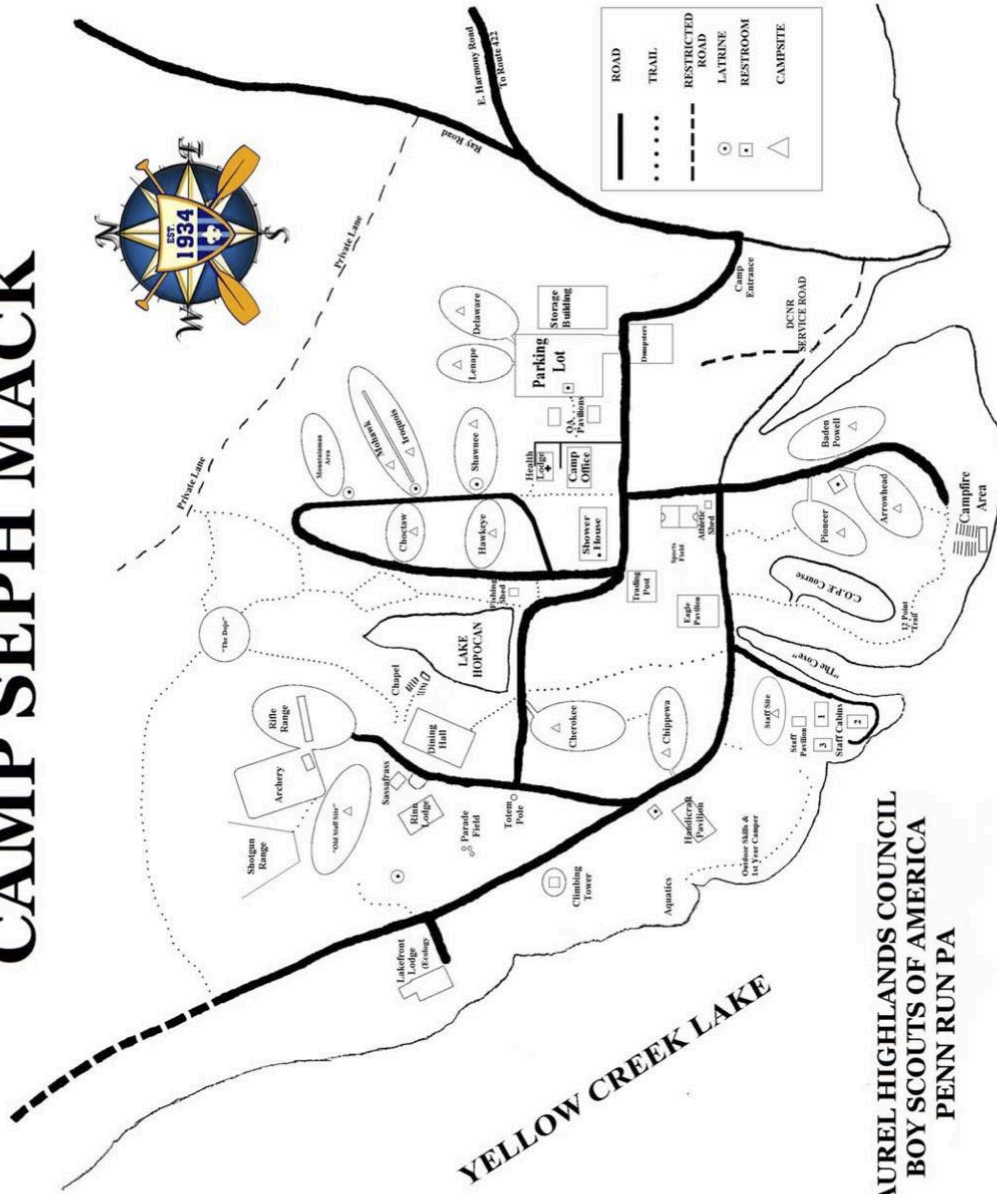 CAMP SEPH MACK
N
E
S
W
EST.
1934
E. Harmony Road
To Route 422
Ray Road
Private Lane
Private Lane
ROAD
TRAIL
RESTRICTED
ROAD
LATRINE
RESTROOM
CAMPSITE
Camp
Entrance
DCNR
SERVICE ROAD
Delaware
Lenape
Storage
Building
Parking
Lot
Dumpsters
OA
Pavilions
Mountainman
Area
Mohawk
Iroquois
Shawnee
Health
Lodge
Camp
Office
Choctaw
Hawkeye
Shower
House
Fishing
Shed
Trading
Post
Sports
Field
Athletic
Shed
Eagle
Pavilion
Baden
Powell
Pioneer
Arrowhead
Campfire
Area
C.O.P.E Course
12 Point
Trail
"The Cove"
"The Dojo"
Chapel
LAKE
HOPOCAN
Rifle
Range
Archery
Shotgun
Range
"Old Staff Site"
Sassafrass
Dining
Hall
Rinn
Lodge
Parade
Field
Totem
Pole
Cherokee
Chippewa
Staff Site
Staff
Pavilion
1
2
3
Staff Cabins
Handicraft
Pavilion
Outdoor Skills &
1st Year Camper
Climbing
Tower
Aquatics
Lakefront
Lodge
(Ecology
YELLOW CREEK LAKE
AUREL HIGHLANDS COUNCIL
BOY SCOUTS OF AMERICA
PENN RUN PA